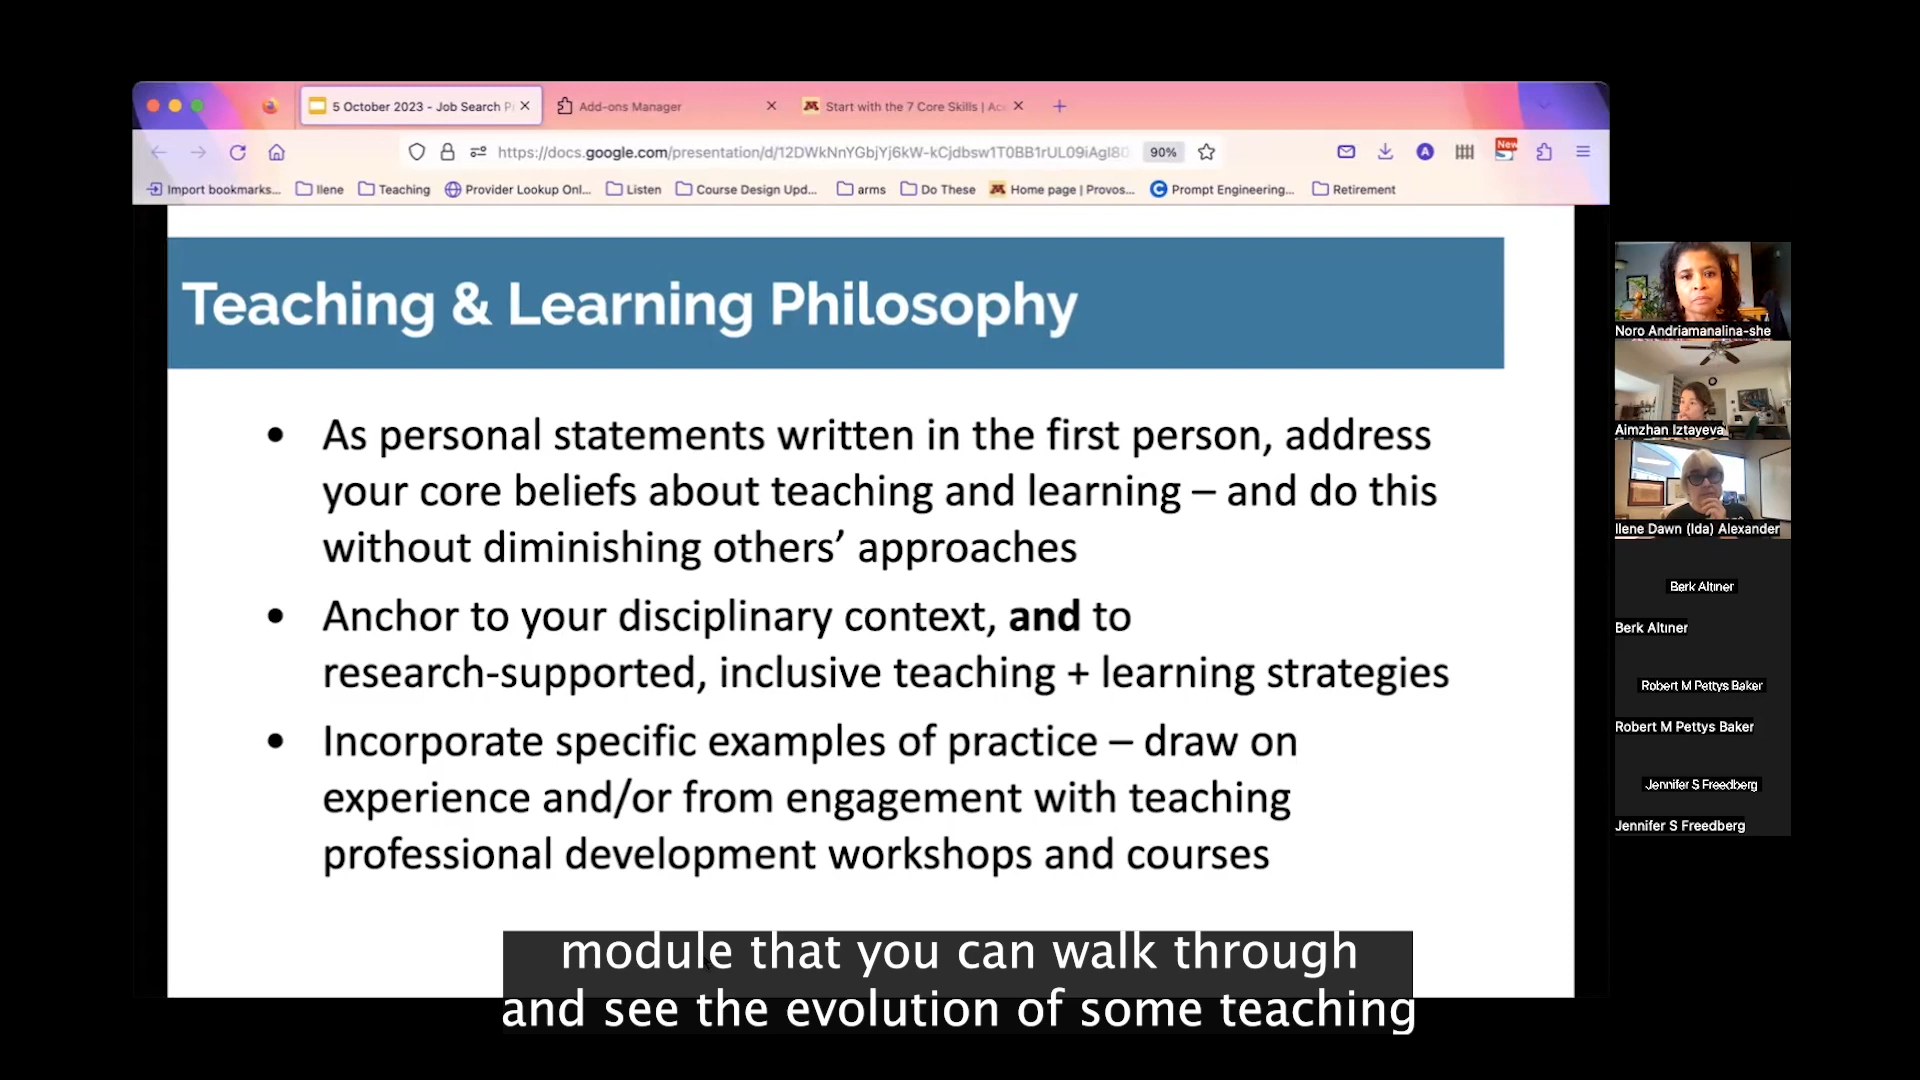 5 October 2023 - Job Search P
Add-ons Manager
Start with the 7 Core Skills | Ac
https://docs.google.com/presentation/d/12DWkNnYGbjYj6kW-kCjdbsw1T0BB1rUL09iAgI8D
90%
A
New
Import bookmarks...
Ilene
Teaching
Provider Lookup Onl...
Listen
Course Design Upd...
arms
Do These
Home page | Provos...
Prompt Engineering...
Retirement
Teaching & Learning Philosophy
• As personal statements written in the first person, address
your core beliefs about teaching and learning – and do this
without diminishing others’ approaches
• Anchor to your disciplinary context, and to
research-supported, inclusive teaching + learning strategies
• Incorporate specific examples of practice – draw on
experience and/or from engagement with teaching
professional development workshops and courses
module that you can walk through
and see the evolution of some teaching
Noro Andriamanalina-she
Aimzhan Iztayeva
Ilene Dawn (Ida) Alexander
Berk Altıner
Berk Altıner
Robert M Pettys Baker
Robert M Pettys Baker
Jennifer S Freedberg
Jennifer S Freedberg